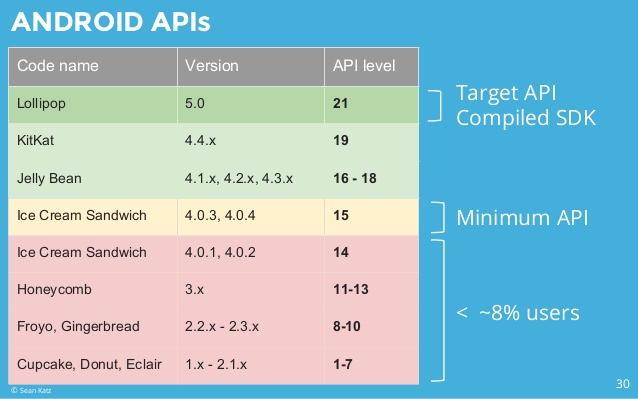 ANDROID APIs
Code name Version API level
Lollipop 5.0 21
KitKat 4.4.x 19
Jelly Bean 4.1.x, 4.2.x, 4.3.x 16 - 18
Ice Cream Sandwich 4.0.3, 4.0.4 15
Ice Cream Sandwich 4.0.1, 4.0.2 14
Honeycomb 3.x 11-13
Froyo, Gingerbread 2.2.x - 2.3.x 8-10
Cupcake, Donut, Eclair 1.x - 2.1.x 1-7
Target API
Compiled SDK
Minimum API
< ~8% users
© Sean Katz
30